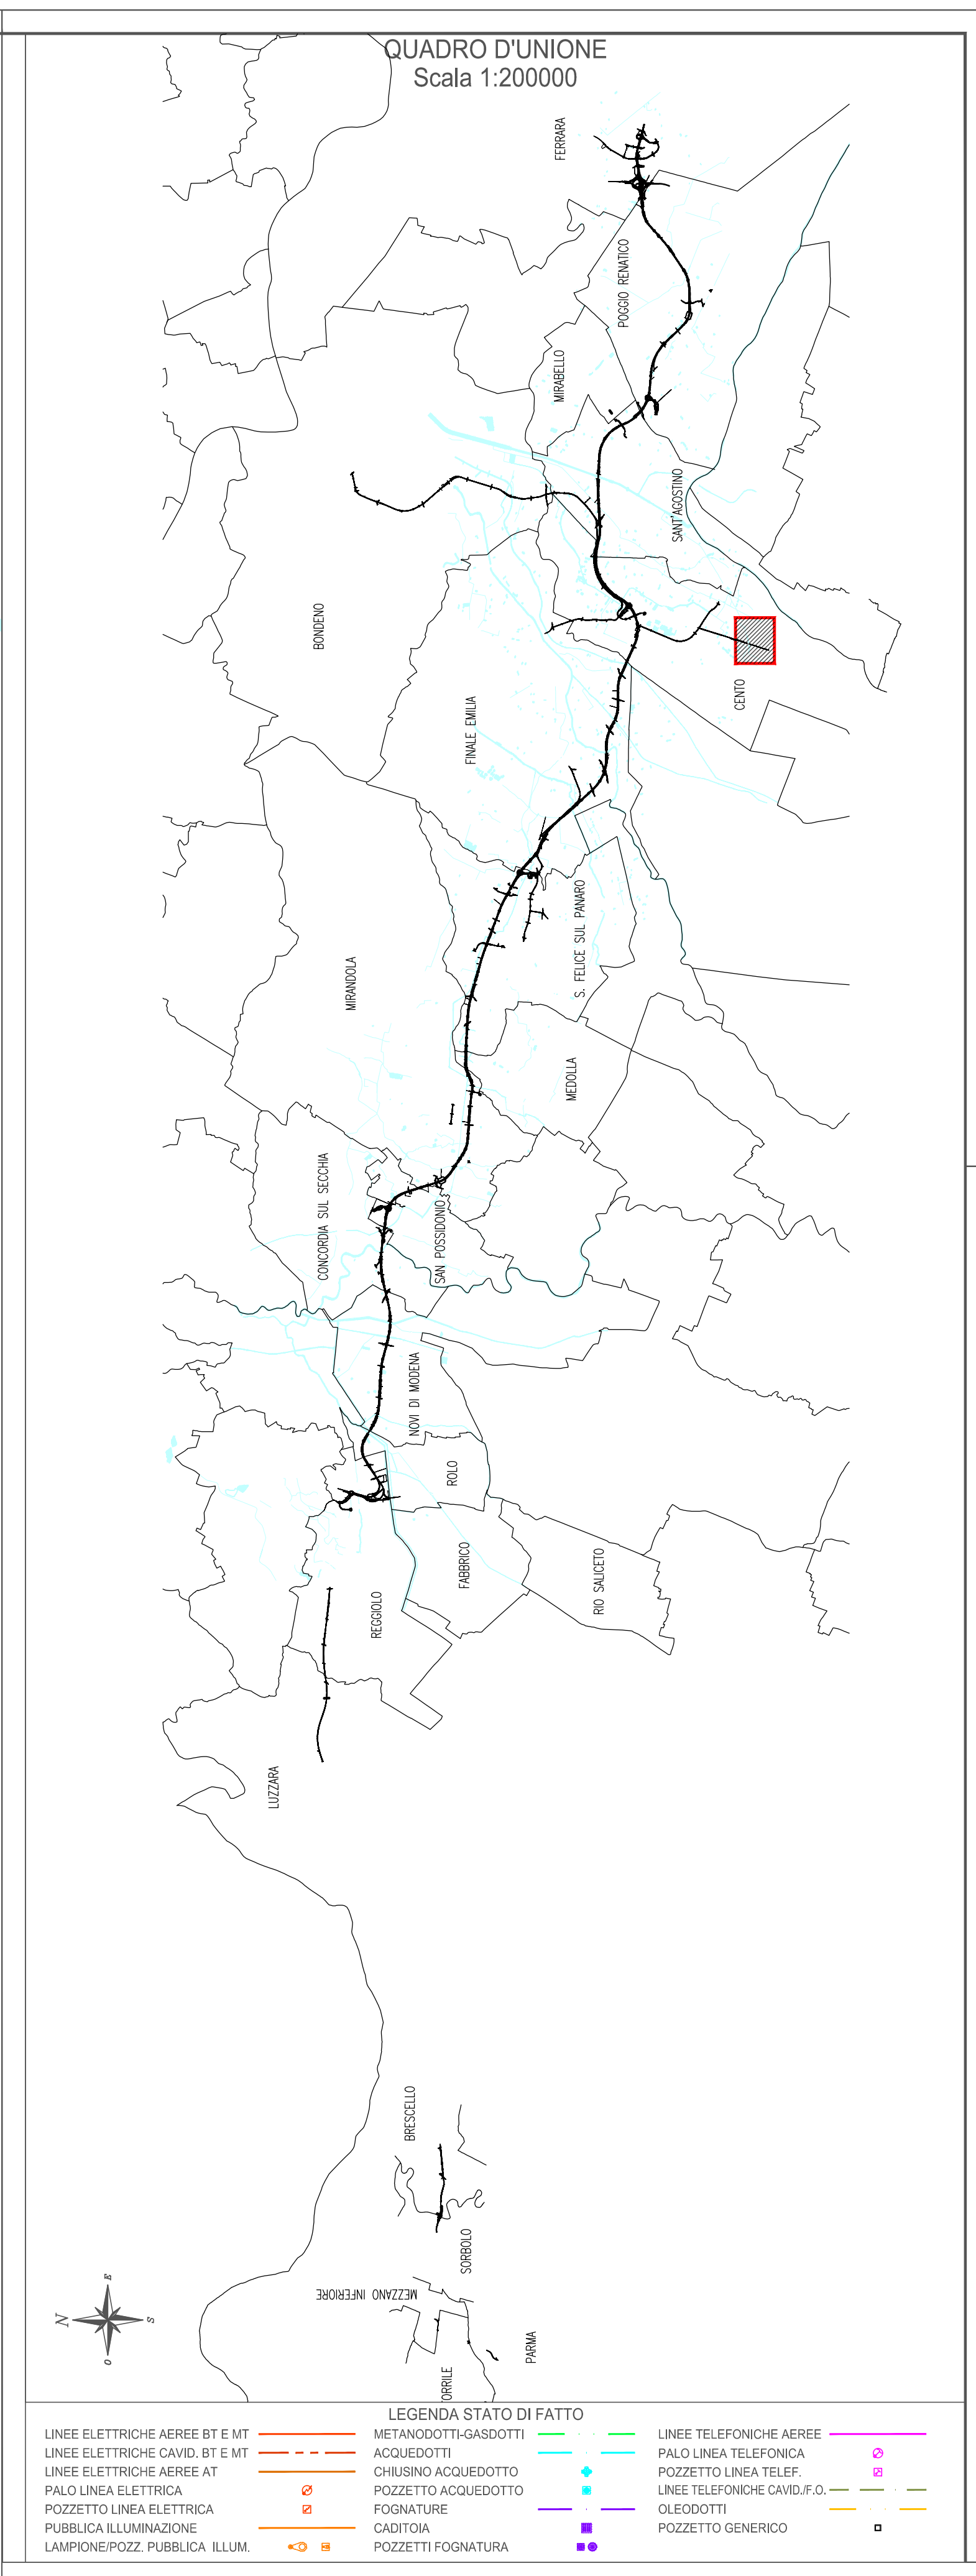 QUADRO D'UNIONE
Scala 1:200000
FERRARA
POGGIO RENATICO
MIRABELLO
SANT'AGOSTINO
BONDENO
CENTO
FINALE EMILIA
S. FELICE SUL PANARO
MIRANDOLA
MEDOLLA
CONCORDIA SUL SECCHIA
SAN POSSIDONIO
NOVI DI MODENA
ROLO
FABBRICO
RIO SALICETO
REGGIOLO
LUZZARA
BRESCELLO
SORBOLO
MEZZANO INFERIORE
PARMA
TORRILE
N
E
S
O
LEGENDA STATO DI FATTO
LINEE ELETTRICHE AEREE BT E MT
LINEE ELETTRICHE CAVID. BT E MT
LINEE ELETTRICHE AEREE AT
PALO LINEA ELETTRICA
POZZETTO LINEA ELETTRICA
PUBBLICA ILLUMINAZIONE
LAMPIONE/POZZ. PUBBLICA ILLUM.
METANODOTTI-GASDOTTI
ACQUEDOTTI
CHIUSINO ACQUEDOTTO
POZZETTO ACQUEDOTTO
FOGNATURE
CADITOIA
POZZETTI FOGNATURA
LINEE TELEFONICHE AEREE
PALO LINEA TELEFONICA
POZZETTO LINEA TELEF.
LINEE TELEFONICHE CAVID./F.O.
OLEODOTTI
POZZETTO GENERICO